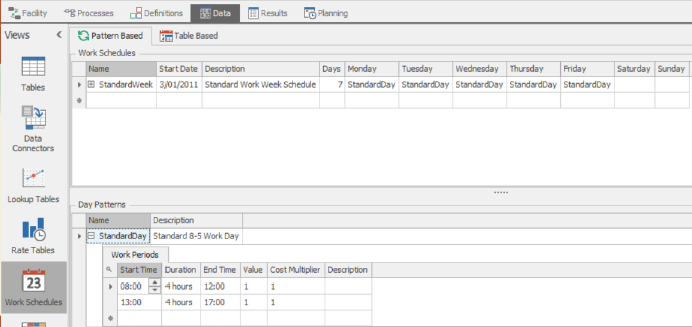 Facility Processes Definitions Data Results Planning
Views Pattern Based Table Based
Work Schedules
Name Start Date Description Days Monday Tuesday Wednesday Thursday Friday Saturday Sunday
StandardWeek 3/01/2011 Standard Work Week Schedule 7 StandardDay StandardDay StandardDay StandardDay StandardDay
Tables
Data
Connectors
Lookup Tables
Rate Tables
23
Work Schedules
Day Patterns
Name Description
StandardDay Standard 8-5 Work Day
Work Periods
Start Time Duration End Time Value Cost Multiplier Description
08:00 4 hours 12:00 1 1
13:00 4 hours 17:00 1 1